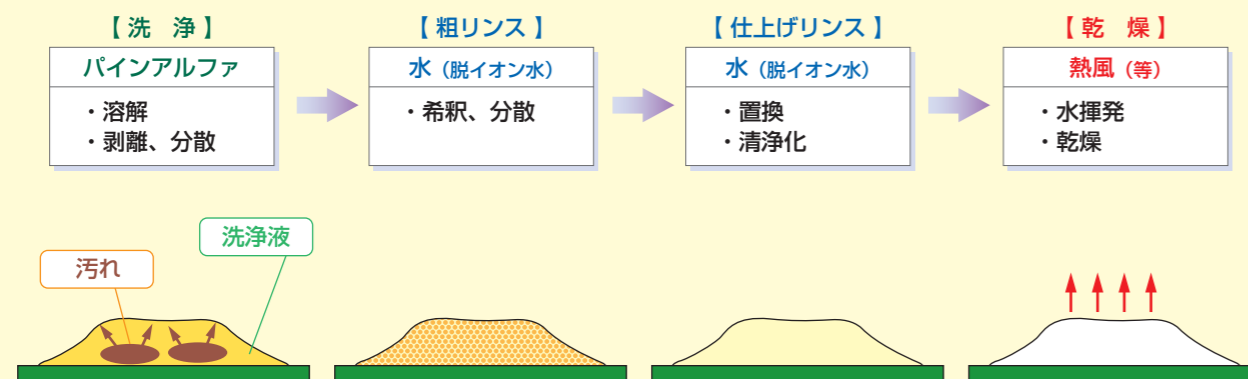 【 洗　浄 】
パインアルファ
・溶解
・剥離、分散
【 粗リンス 】
水（脱イオン水）
・希釈、分散
【 仕上げリンス 】
水（脱イオン水）
・置換
・清浄化
【 乾　燥 】
熱風（等）
・水揮発
・乾燥
洗浄液
汚れ